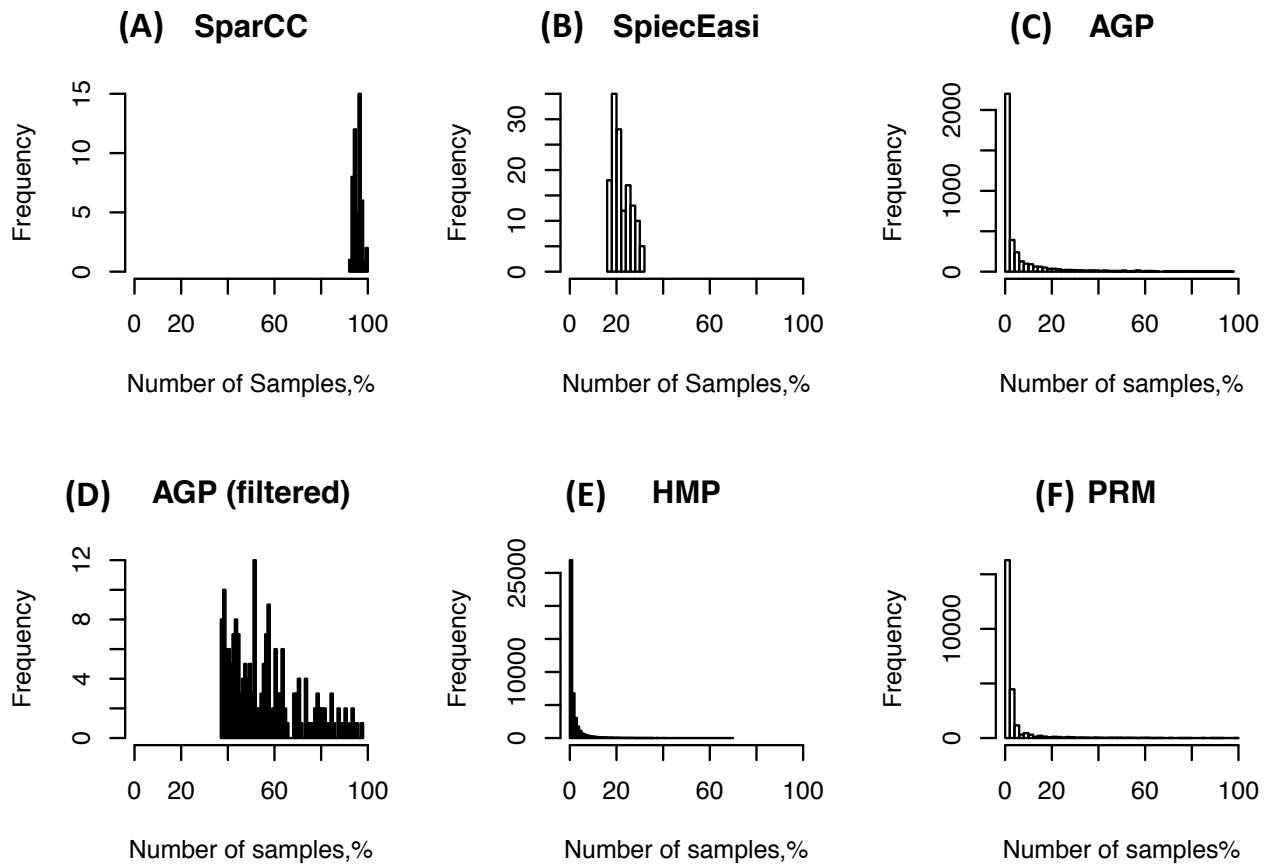 (A) SparCC
Frequency
0 5 10 15
0 20 60 100
Number of Samples,%
(B) SpiecEasi
Frequency
0 10 20 30
0 20 60 100
Number of Samples,%
(C) AGP
Frequency
0 1000 2000
0 20 60 100
Number of samples,%
(D) AGP (filtered)
Frequency
0 4 8 12
0 20 60 100
Number of samples,%
(E) HMP
Frequency
0 10000 25000
0 20 60 100
Number of samples,%
(F) PRM
Frequency
0 10000
0 20 60 100
Number of samples%